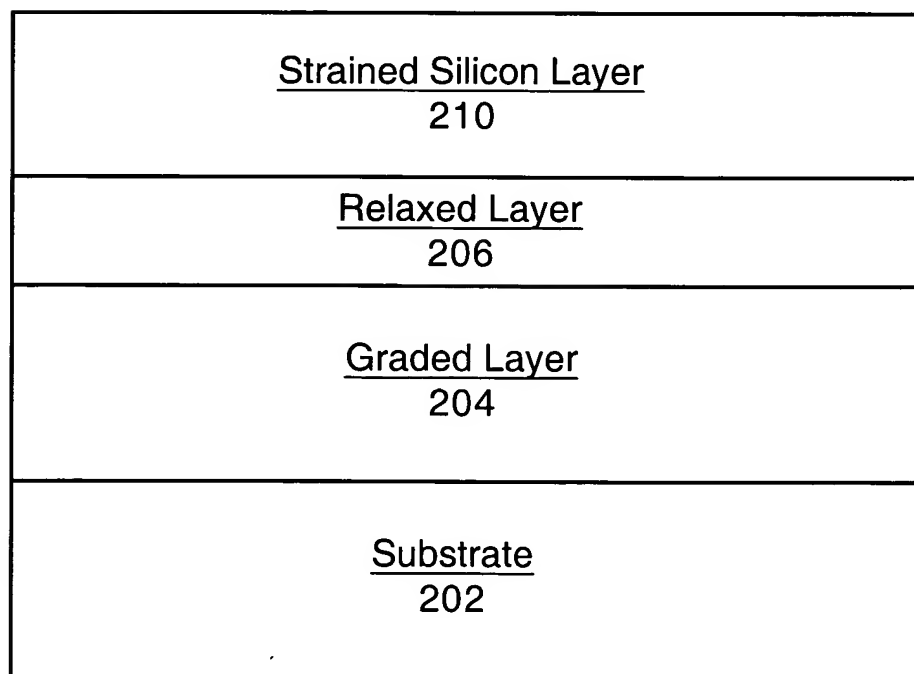 Strained Silicon Layer
210
Relaxed Layer
206
Graded Layer
204
Substrate
202